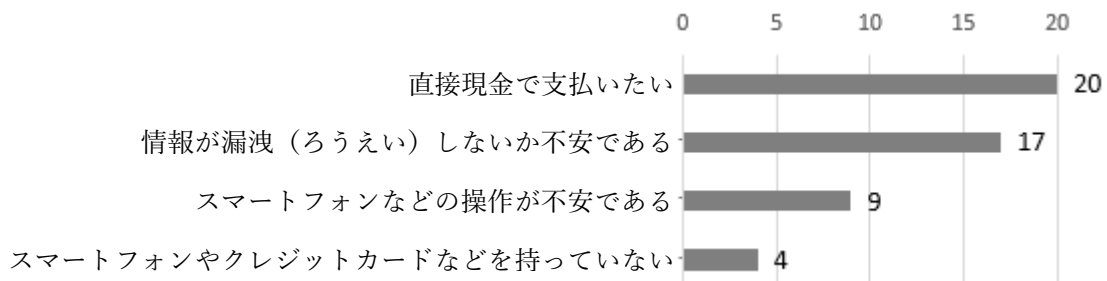 0 5 10 15 20
直接現金で支払いたい 20
情報が漏洩（ろうえい）しないか不安である 17
スマートフォンなどの操作が不安である 9
スマートフォンやクレジットカードなどを持っていない 4